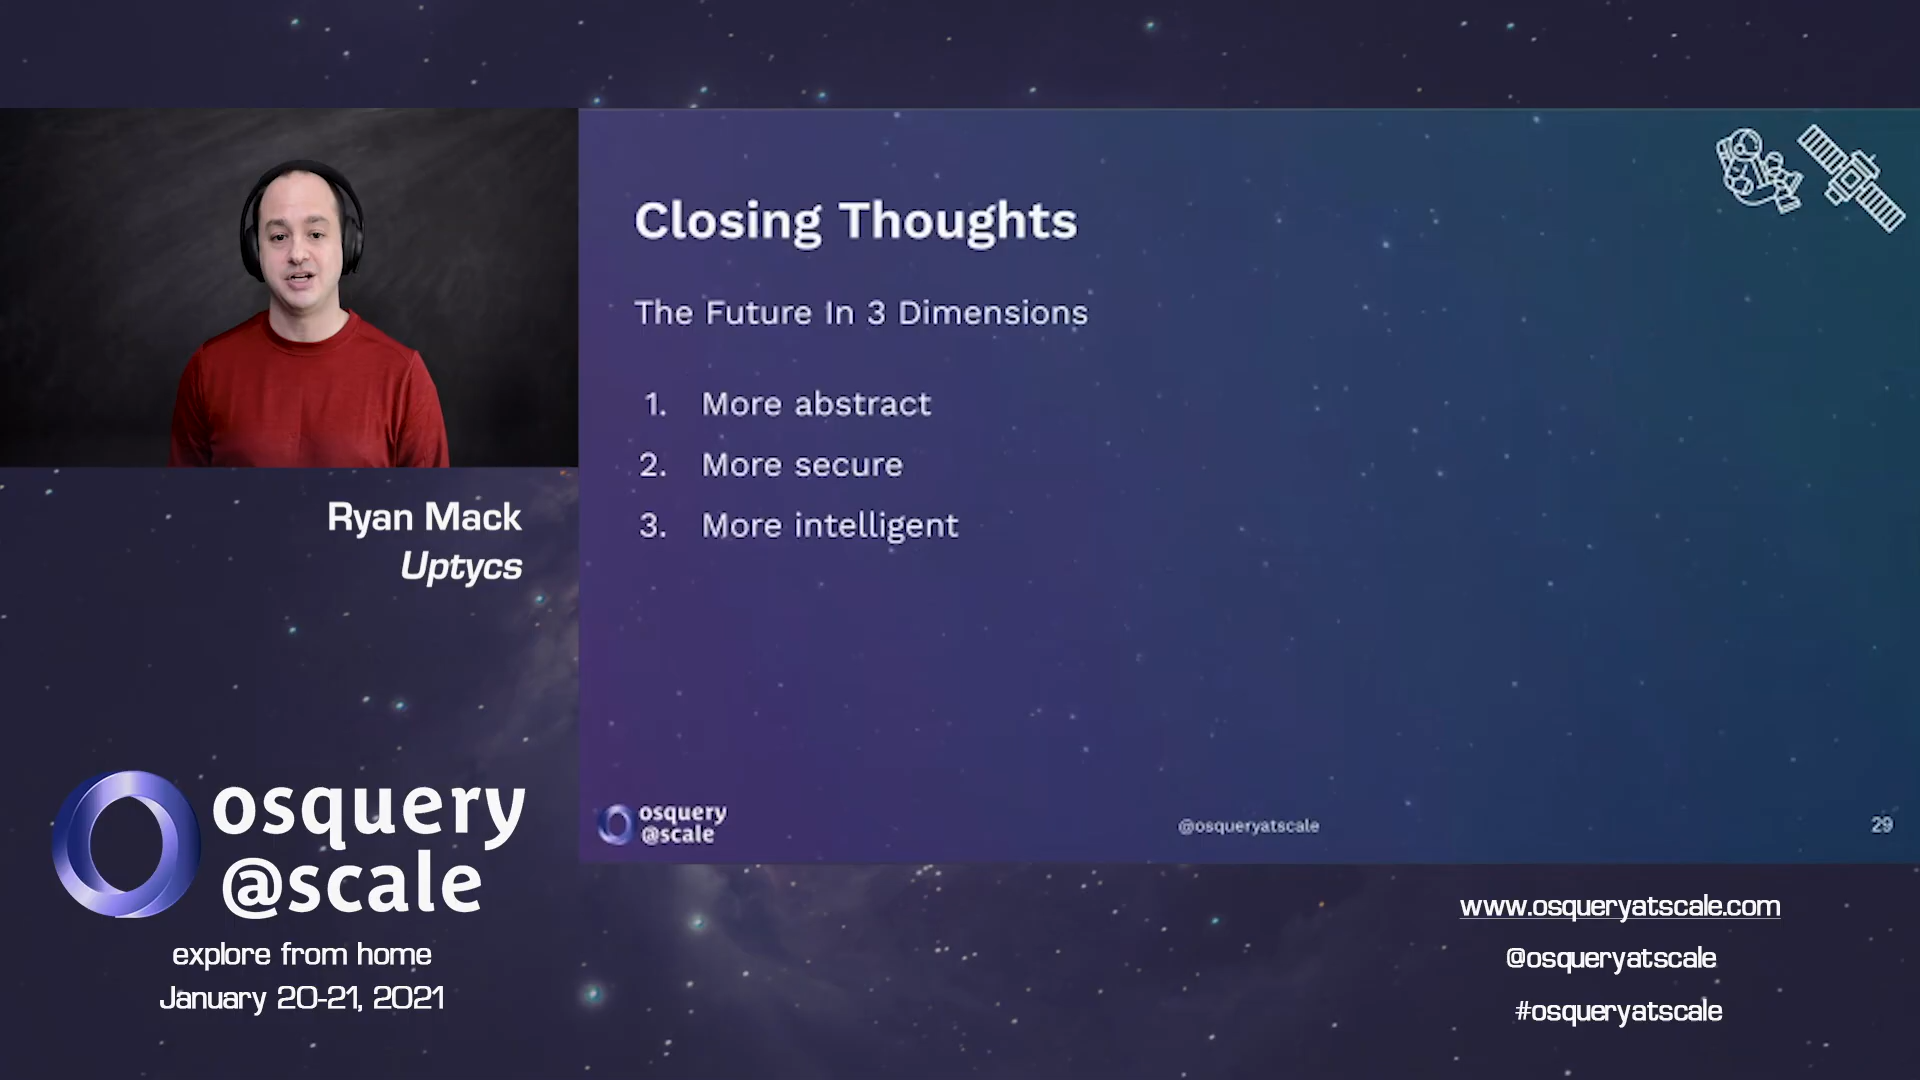 Closing Thoughts
The Future In 3 Dimensions
1. More abstract
2. More secure
3. More intelligent
osquery
@scale
@osqueryatscale
29
Ryan Mack
Uptycs
osquery
@scale
explore from home
January 20-21, 2021
www.osqueryatscale.com
@osqueryatscale
#osqueryatscale